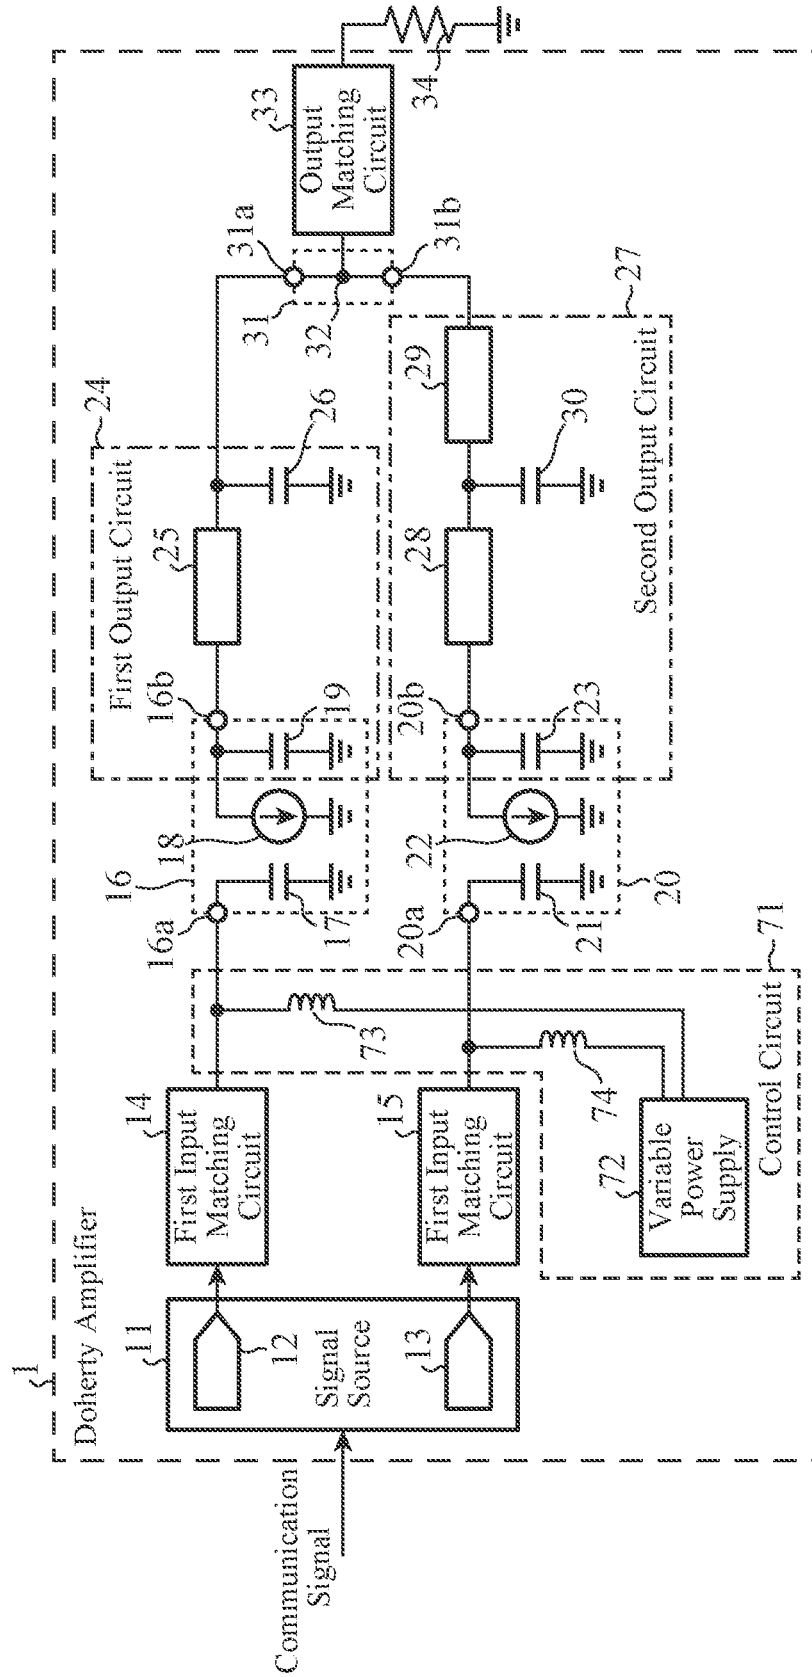 1
Doherty Amplifier
Communication
Signal
11
12
Signal
Source
13
14
First Input
Matching
Circuit
15
First Input
Matching
Circuit
72
Variable
Power
Supply
Control Circuit
71
73
74
16
16a
17
18
16b
19
20a
21
22
20
20b
23
24
First Output Circuit
25
26
27
Second Output Circuit
28
29
30
31
31a
32
31b
33
Output
Matching
Circuit
34